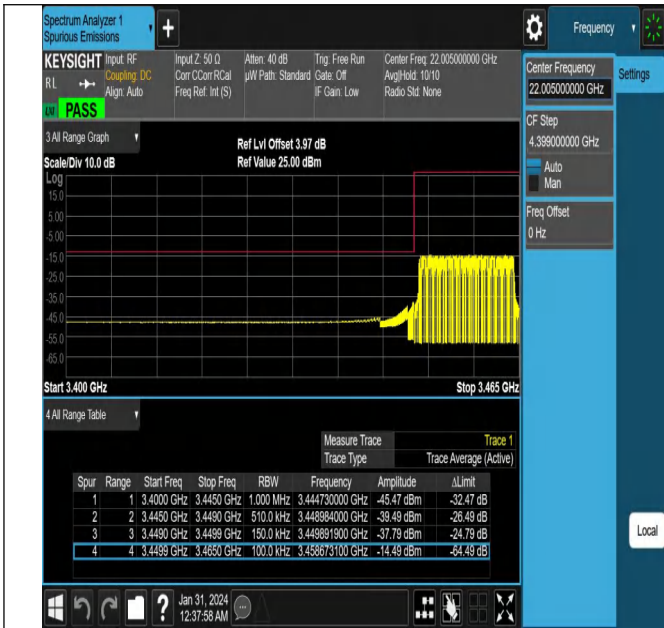 Spectrum Analyzer 1
Spurious Emissions
+
Frequency
KEYSIGHT Input: RF Input Z: 50 Ω Atten: 40 dB Trig: Free Run Center Freq: 22.005000000 GHz
RL Coupling: DC Corr CCorr RCal µW Path: Standard Gate: Off Avg|Hold: 10/10
Align: Auto Freq Ref: Int (S) IF Gain: Low Radio Std: None
PASS
Center Frequency
22.005000000 GHz
Settings
CF Step
4.399000000 GHz
Auto
Man
Freq Offset
0 Hz
3 All Range Graph
Ref Lvl Offset 3.97 dB
Scale/Div 10.0 dB Ref Value 25.00 dBm
Log
15.0
5.00
-5.00
-15.0
-25.0
-35.0
-45.0
-55.0
-65.0
Start 3.400 GHz Stop 3.465 GHz
4 All Range Table
Measure Trace Trace 1
Trace Type Trace Average (Active)
Spur Range Start Freq Stop Freq RBW Frequency Amplitude ΔLimit
1 1 3.4000 GHz 3.4450 GHz 1.000 MHz 3.444730000 GHz -45.47 dBm -32.47 dB
2 2 3.4450 GHz 3.4490 GHz 510.0 kHz 3.448984000 GHz -39.49 dBm -26.49 dB
3 3 3.4490 GHz 3.4499 GHz 150.0 kHz 3.449891900 GHz -37.79 dBm -24.79 dB
4 4 3.4499 GHz 3.4650 GHz 100.0 kHz 3.458673100 GHz -14.49 dBm -64.49 dB
Local
? Jan 31, 2024
12:37:58 AM